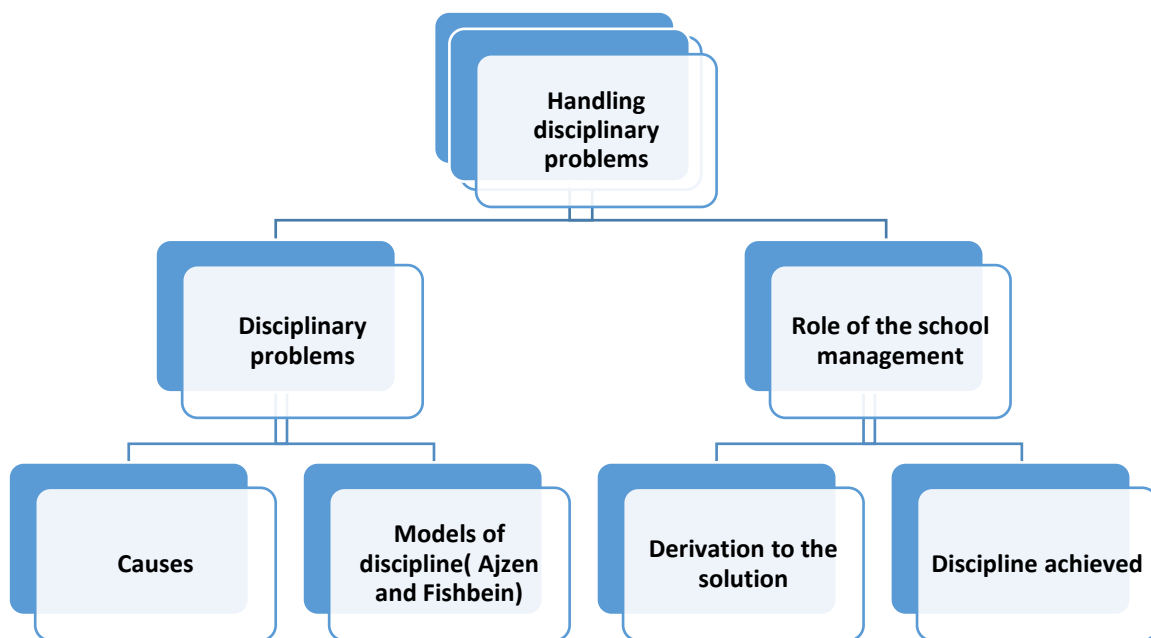 Handling
disciplinary
problems
Disciplinary
problems
Role of the school
management
Causes
Models of
discipline( Ajzen
and Fishbein)
Derivation to the
solution
Discipline achieved